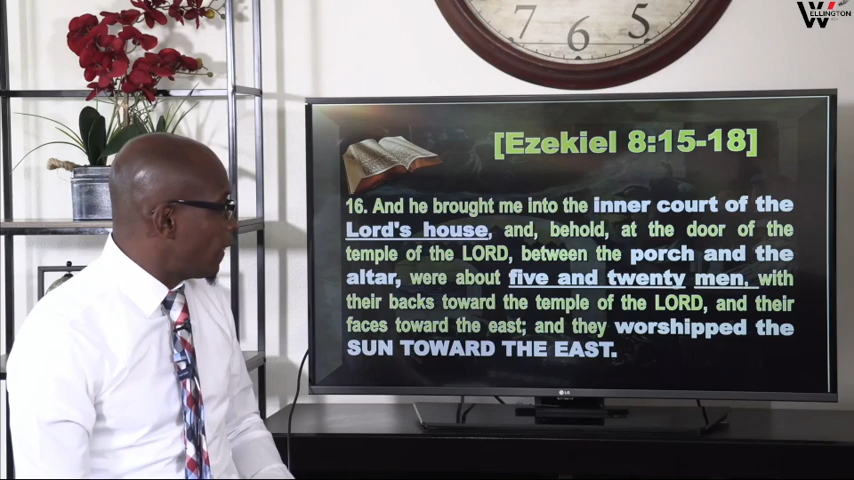 WELLINGTON
7 6 5
[Ezekiel 8:15-18]
16. And he brought me into the inner court of the
Lord's house, and, behold, at the door of the
temple of the LORD, between the porch and the
altar, were about five and twenty men. with
their backs toward the temple of the LORD, and their
faces toward the east; and they worshipped the
SUN TOWARD THE EAST.
LG